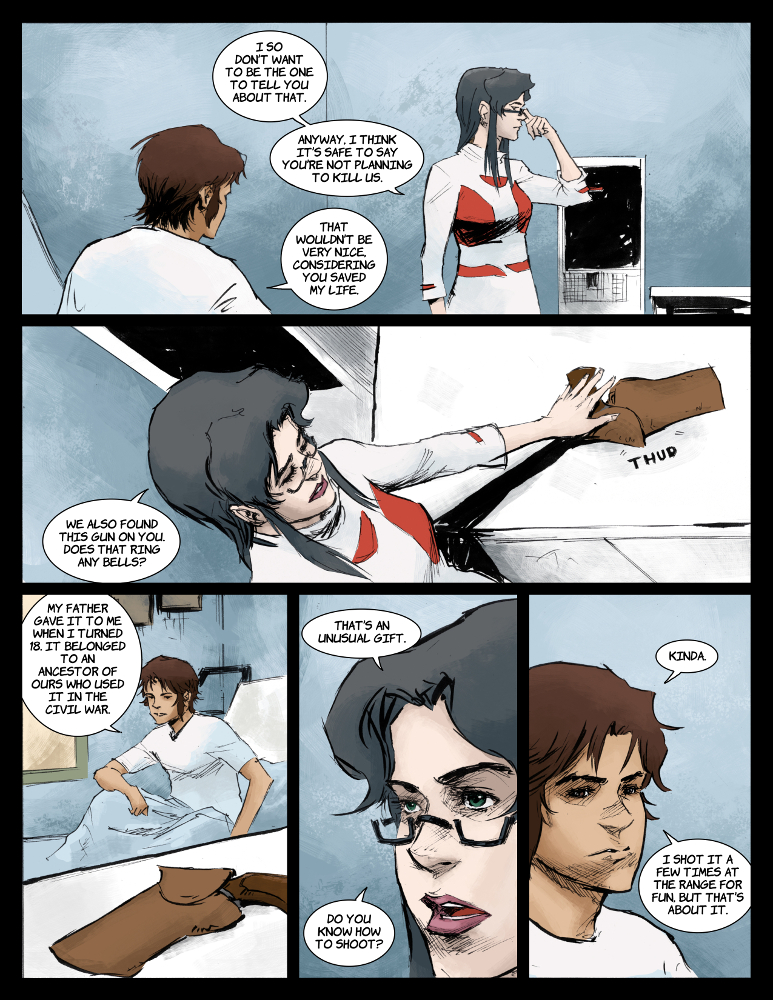 I SO
DON'T WANT
TO BE THE ONE
TO TELL YOU
ABOUT THAT.
ANYWAY, I THINK
IT'S SAFE TO SAY
YOU'RE NOT PLANNING
TO KILL US.
THAT
WOULDN'T BE
VERY NICE,
CONSIDERING
YOU SAVED
MY LIFE.
THUD
WE ALSO FOUND
THIS GUN ON YOU.
DOES THAT RING
ANY BELLS?
MY FATHER
GAVE IT TO ME
WHEN I TURNED
18. IT BELONGED
TO AN
ANCESTOR OF
OURS WHO USED
IT IN THE
CIVIL WAR.
THAT'S AN
UNUSUAL GIFT.
DO YOU
KNOW HOW
TO SHOOT?
KINDA.
I SHOT IT A
FEW TIMES AT
THE RANGE FOR
FUN, BUT THAT'S
ABOUT IT.